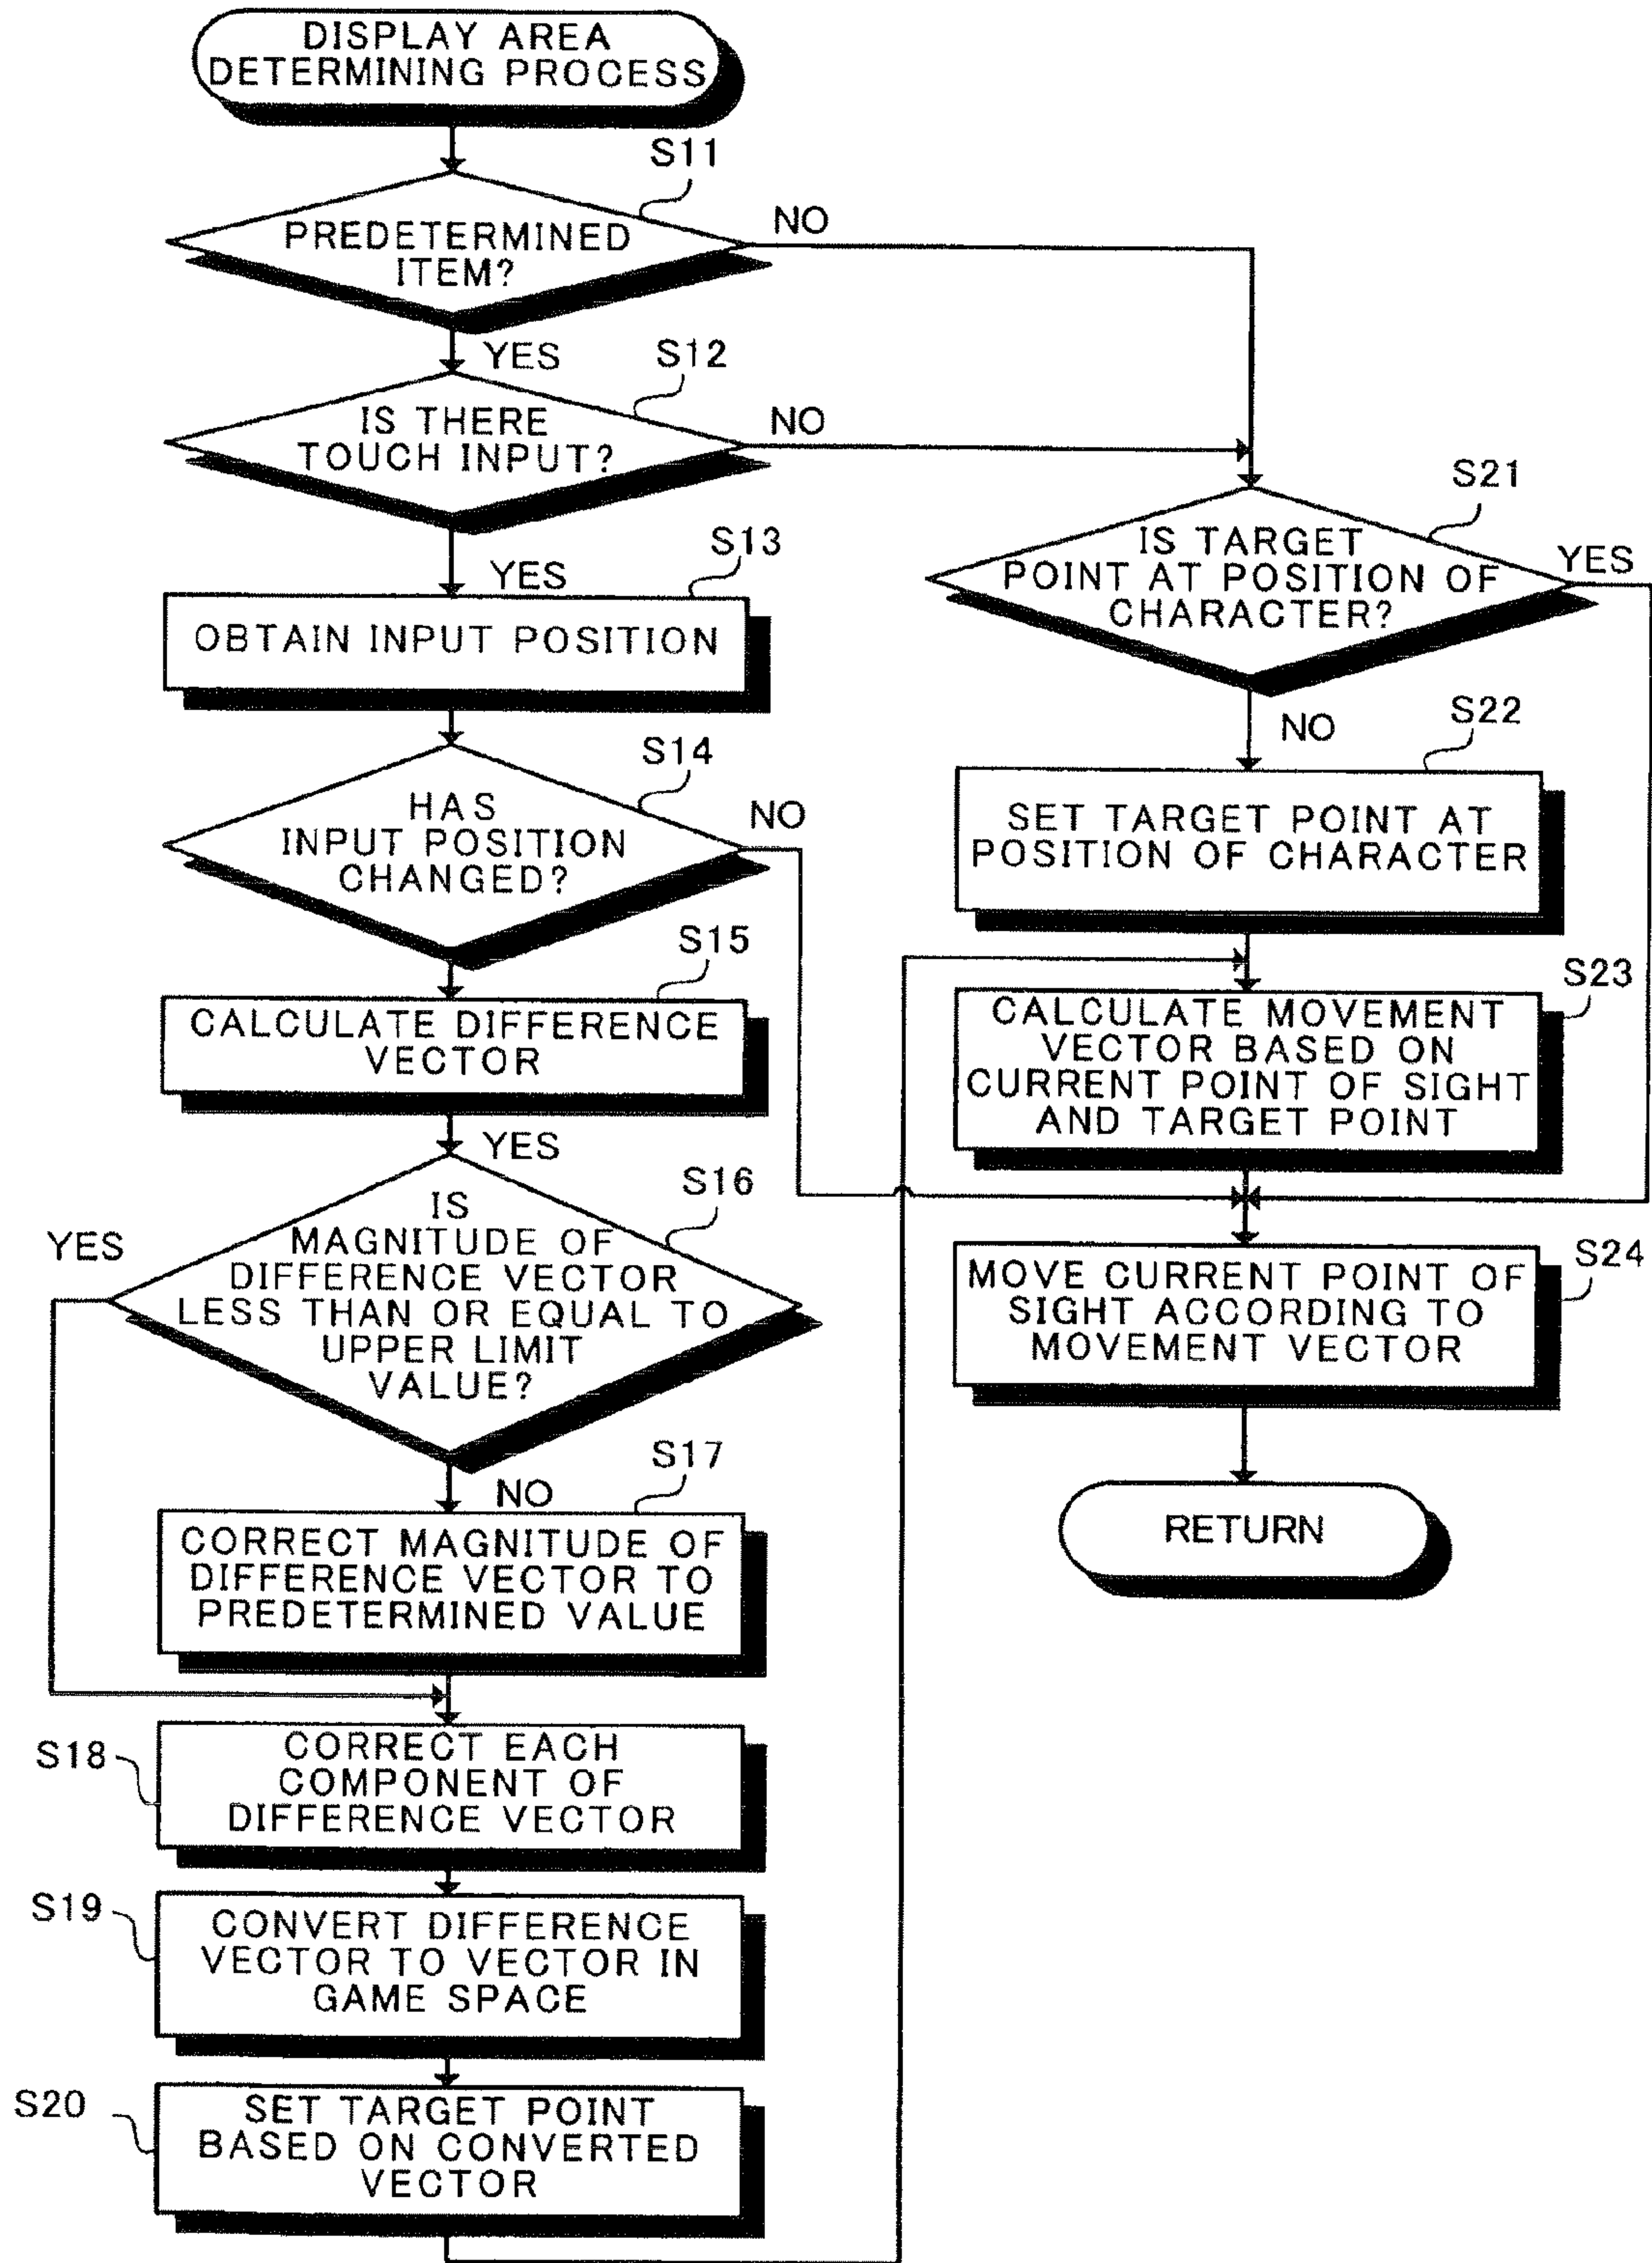 DISPLAY AREA
DETERMINING PROCESS
S11
PREDETERMINED
ITEM?
NO
YES
S12
IS THERE
TOUCH INPUT?
NO
YES
S13
OBTAIN INPUT POSITION
S14
HAS
INPUT POSITION
CHANGED?
NO
S15
CALCULATE DIFFERENCE
VECTOR
YES
S16
IS
MAGNITUDE OF
DIFFERENCE VECTOR
LESS THAN OR EQUAL TO
UPPER LIMIT
VALUE?
YES
NO
S17
CORRECT MAGNITUDE OF
DIFFERENCE VECTOR TO
PREDETERMINED VALUE
S18
CORRECT EACH
COMPONENT OF
DIFFERENCE VECTOR
S19
CONVERT DIFFERENCE
VECTOR TO VECTOR IN
GAME SPACE
S20
SET TARGET POINT
BASED ON CONVERTED
VECTOR
S21
IS TARGET
POINT AT POSITION OF
CHARACTER?
YES
NO
S22
SET TARGET POINT AT
POSITION OF CHARACTER
S23
CALCULATE MOVEMENT
VECTOR BASED ON
CURRENT POINT OF SIGHT
AND TARGET POINT
S24
MOVE CURRENT POINT OF
SIGHT ACCORDING TO
MOVEMENT VECTOR
RETURN